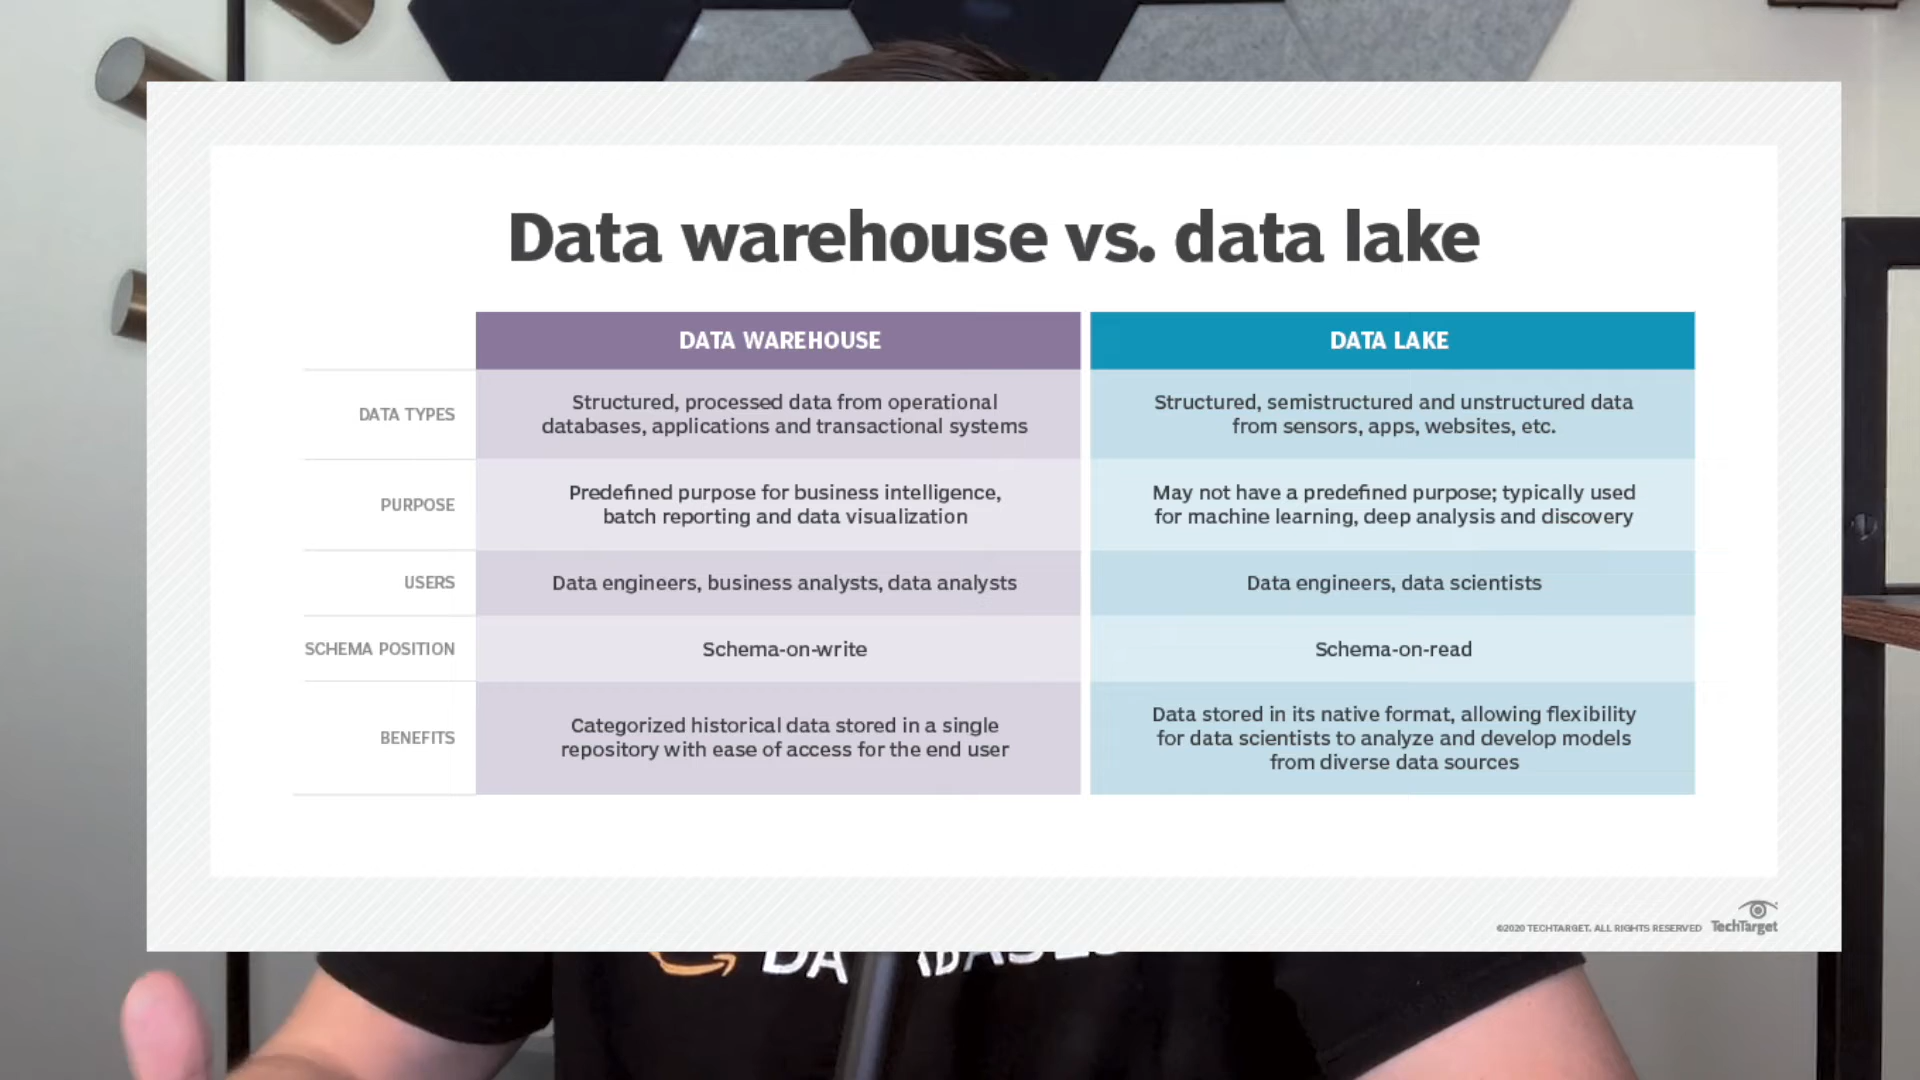 Data warehouse vs. data lake
DATA WAREHOUSE
DATA LAKE
DATA TYPES
Structured, processed data from operational
databases, applications and transactional systems
Structured, semistructured and unstructured data
from sensors, apps, websites, etc.
PURPOSE
Predefined purpose for business intelligence,
batch reporting and data visualization
May not have a predefined purpose; typically used
for machine learning, deep analysis and discovery
USERS
Data engineers, business analysts, data analysts
Data engineers, data scientists
SCHEMA POSITION
Schema-on-write
Schema-on-read
BENEFITS
Categorized historical data stored in a single
repository with ease of access for the end user
Data stored in its native format, allowing flexibility
for data scientists to analyze and develop models
from diverse data sources
©2020 TECHTARGET. ALL RIGHTS RESERVED TechTarget